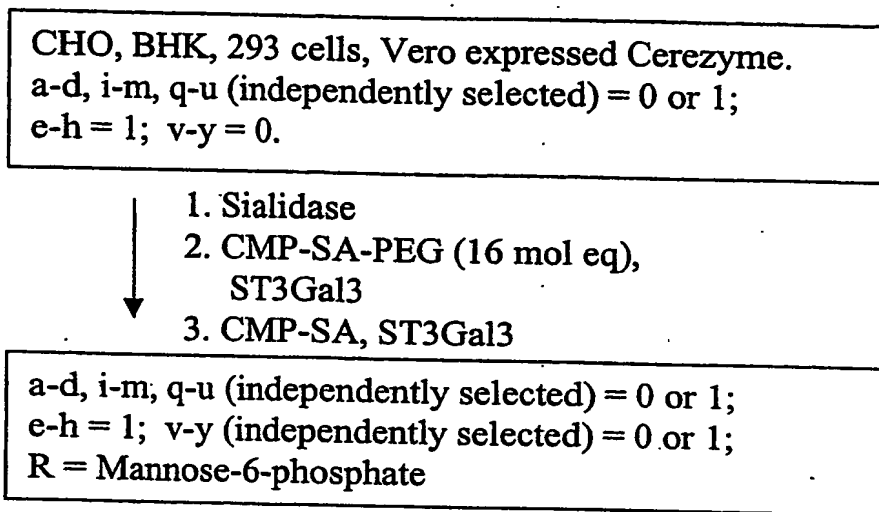 CHO, BHK, 293 cells, Vero expressed Cerezyme.
a-d, i-m, q-u (independently selected) = 0 or 1;
e-h = 1; v-y = 0.
1. Sialidase
2. CMP-SA-PEG (16 mol eq),
ST3Gal3
3. CMP-SA, ST3Gal3
a-d, i-m, q-u (independently selected) = 0 or 1;
e-h = 1; v-y (independently selected) = 0 or 1;
R = Mannose-6-phosphate